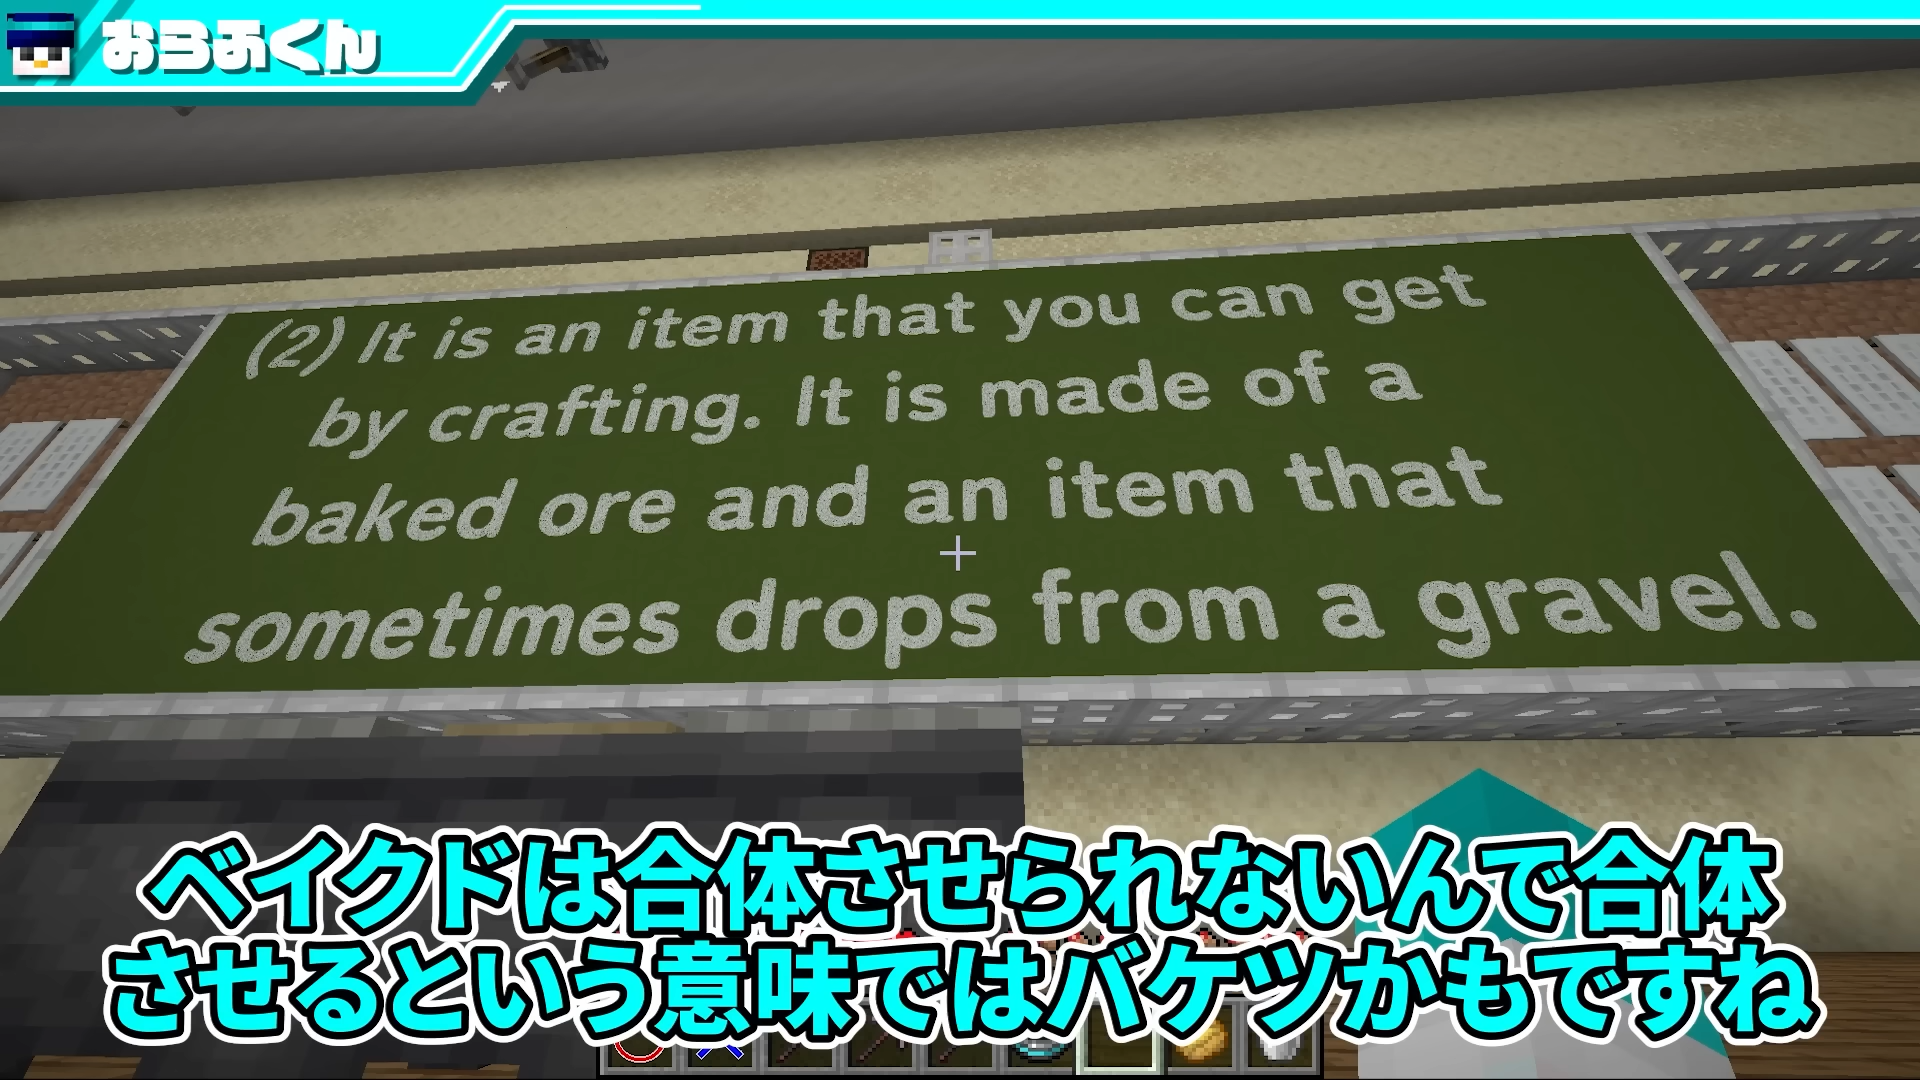 おらふくん
(2) It is an item that you can get
by crafting. It is made of a
baked ore and an item that
sometimes drops from a gravel.
ベイクドは合体させられないんで合体
させるという意味ではバケツかもですね